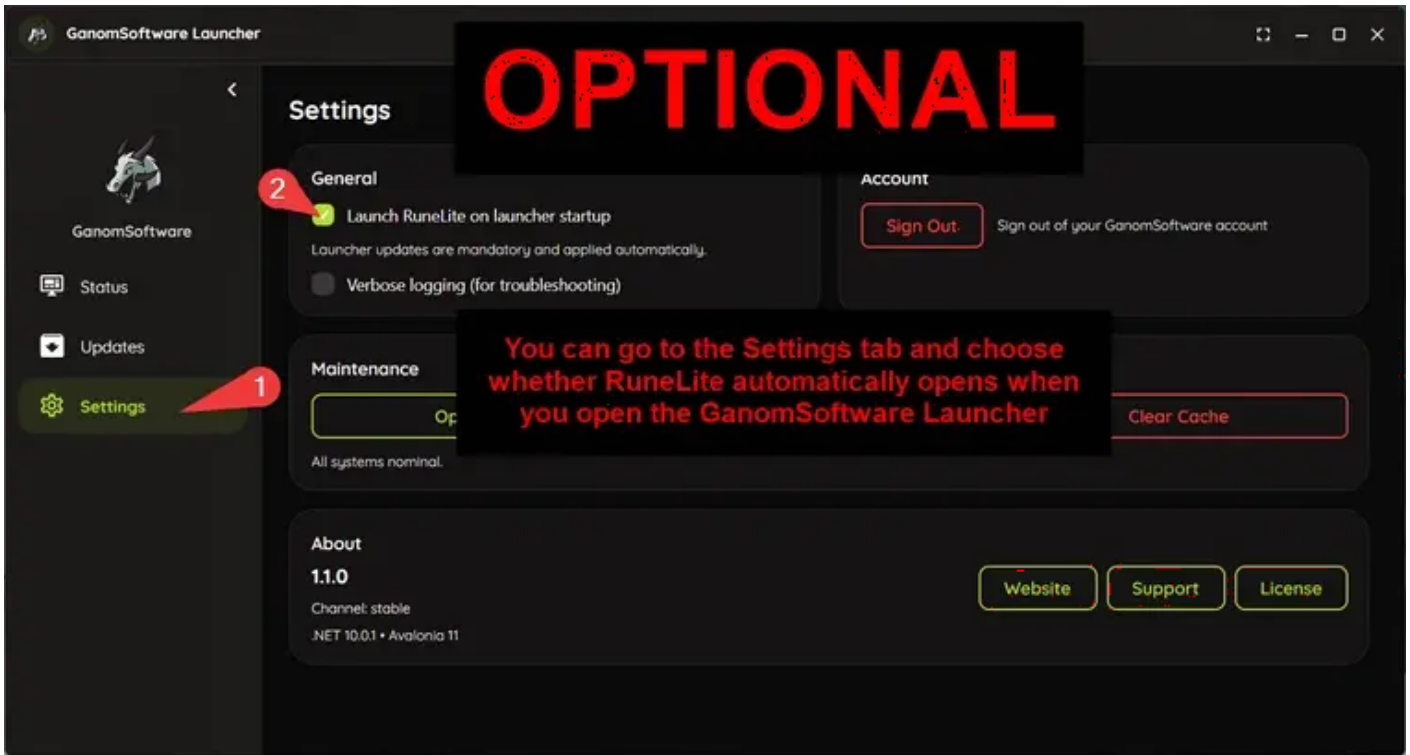 GanomSoftware Launcher
OPTIONAL
Settings
GanomSoftware
Status
Updates
Settings
1
General
2
Launch RuneLite on launcher startup
Launcher updates are mandatory and applied automatically.
Verbose logging (for troubleshooting)
Account
Sign Out
Sign out of your GanomSoftware account
Maintenance
You can go to the Settings tab and choose
whether RuneLite automatically opens when
you open the GanomSoftware Launcher
Clear Cache
All systems nominal.
About
1.1.0
Channel: stable
.NET 10.0.1 • Avalonia 11
Website
Support
License